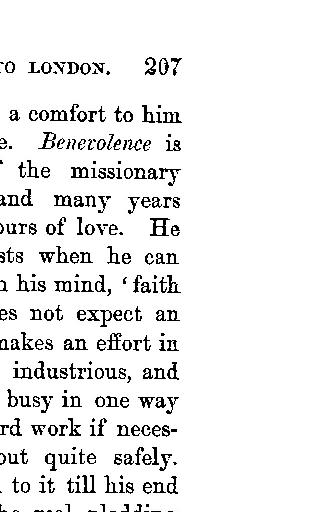 TO LONDON. 207
a comfort to him
e. Benevolence is
the missionary
and many years
ours of love. He
sts when he can
n his mind, ‘faith
es not expect an
makes an effort in
industrious, and
busy in one way
rd work if neces-
out quite safely.
to it till his end